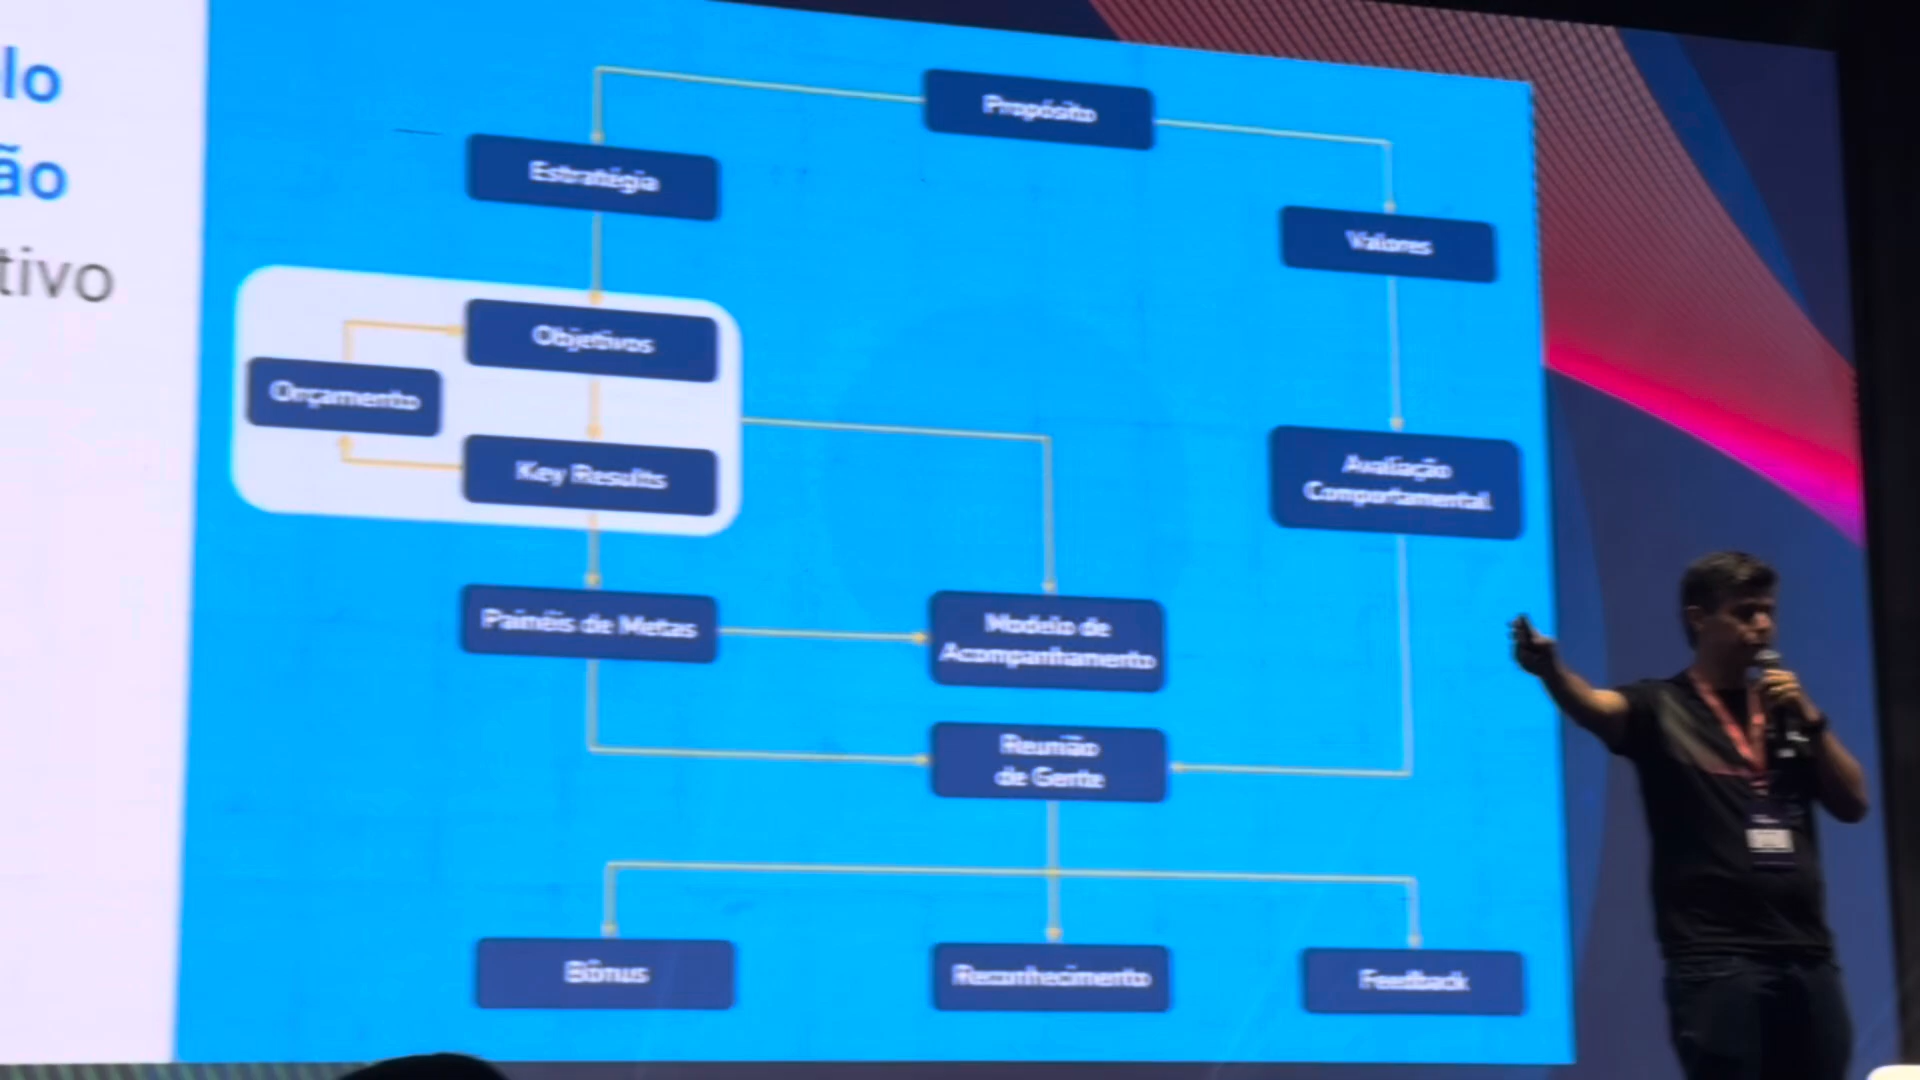 lo
ão
tivo
Propósito
Estratégia
Valores
Objetivos
Orçamento
Key Results
Avaliação
Comportamental
Painéis de Metas
Modelo de
Acompanhamento
Reunião
de Gente
Bônus
Reconhecimento
Feedback